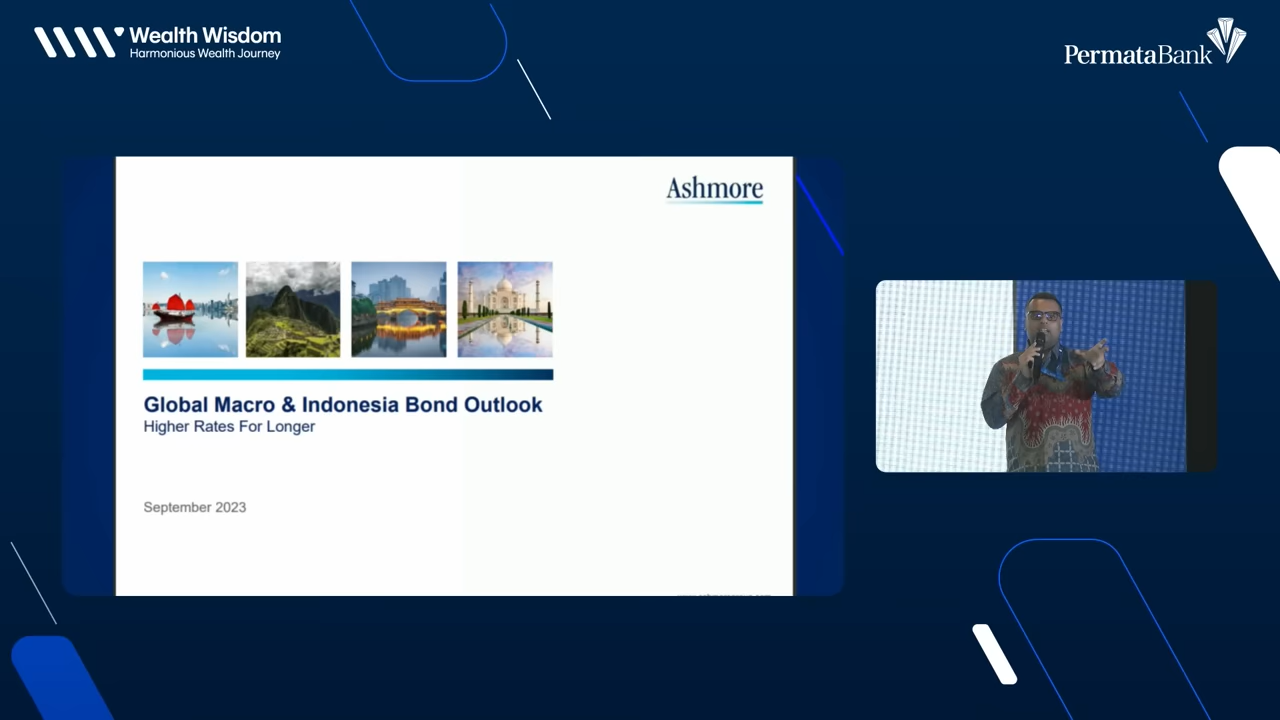 Wealth Wisdom
Harmonious Wealth Journey
PermataBank
Ashmore
Global Macro & Indonesia Bond Outlook
Higher Rates For Longer
September 2023